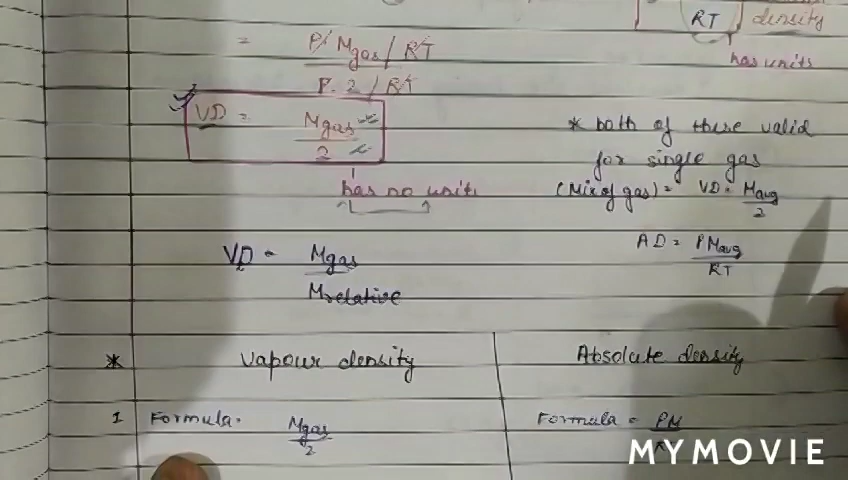 RT density
has units
= P Mgas / RT
P. 2 / RT
VD = Mgas
2
has no units
* both of these valid
for single gas
(Mix of gas) = VD = Mavg
2
AD = PMavg
RT
VD = Mgas
Mrelative
* Vapour density Absolute density
1 Formula = Mgas
2
Formula = PM
MYMOVIE